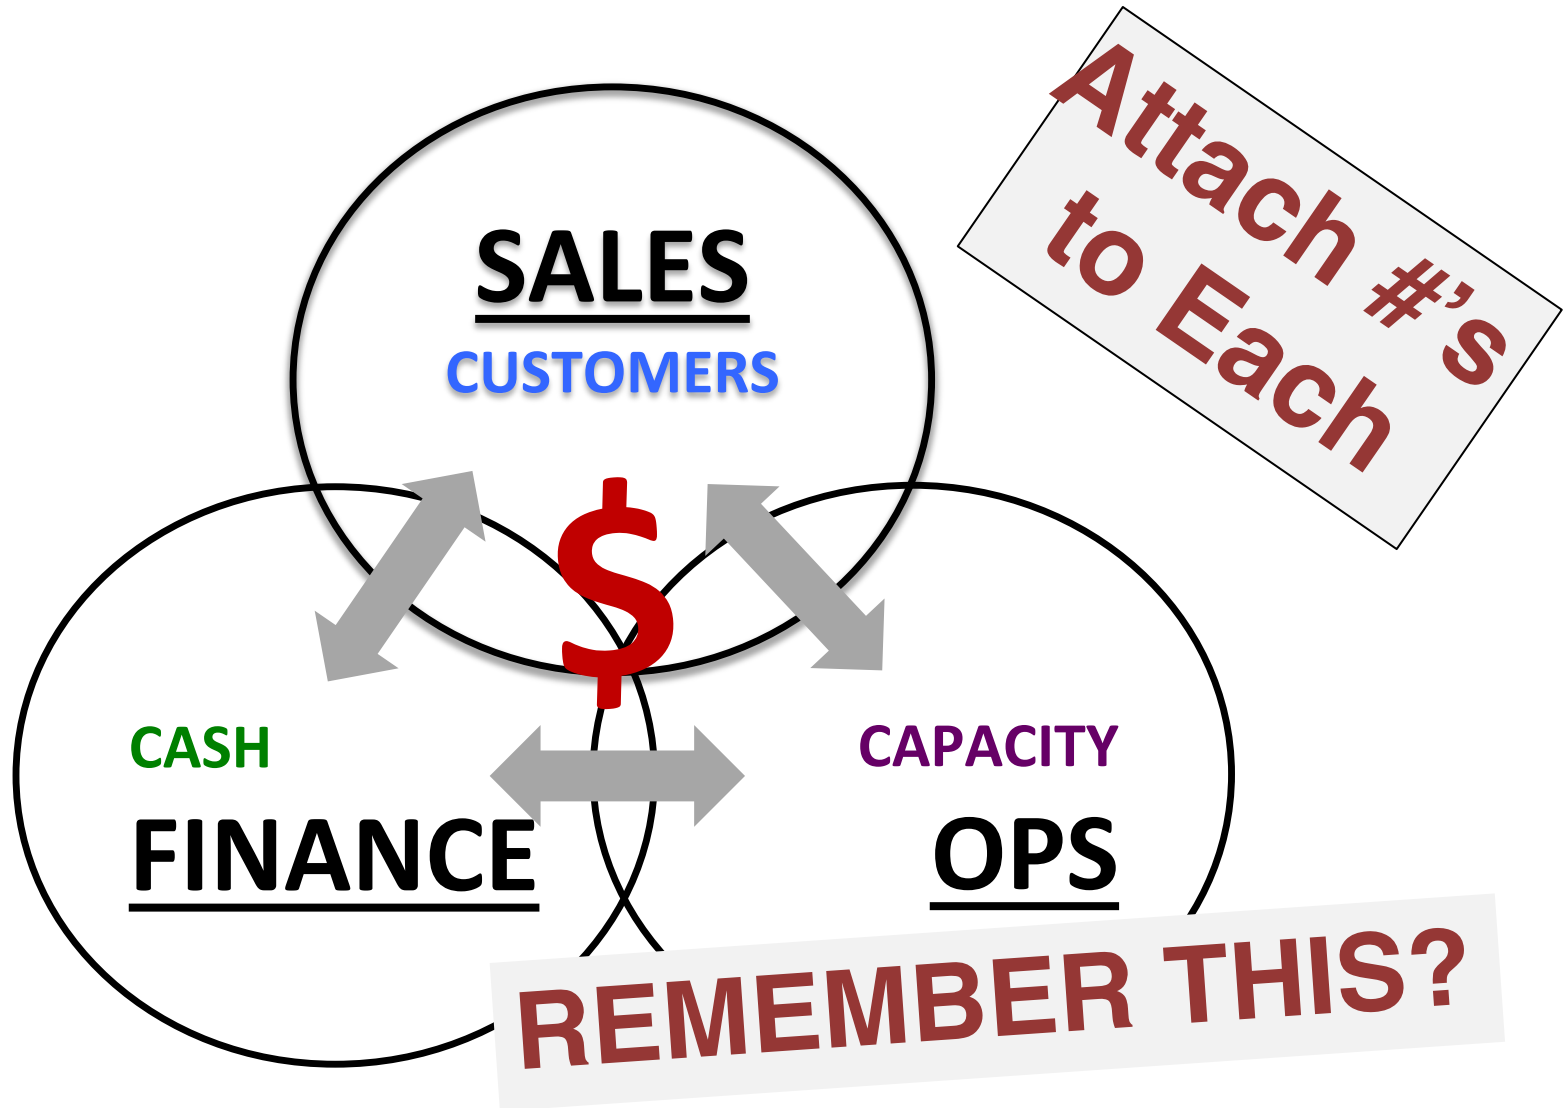 Attach #’s
to Each
SALES
CUSTOMERS
$
CASH
FINANCE
CAPACITY
OPS
REMEMBER THIS?